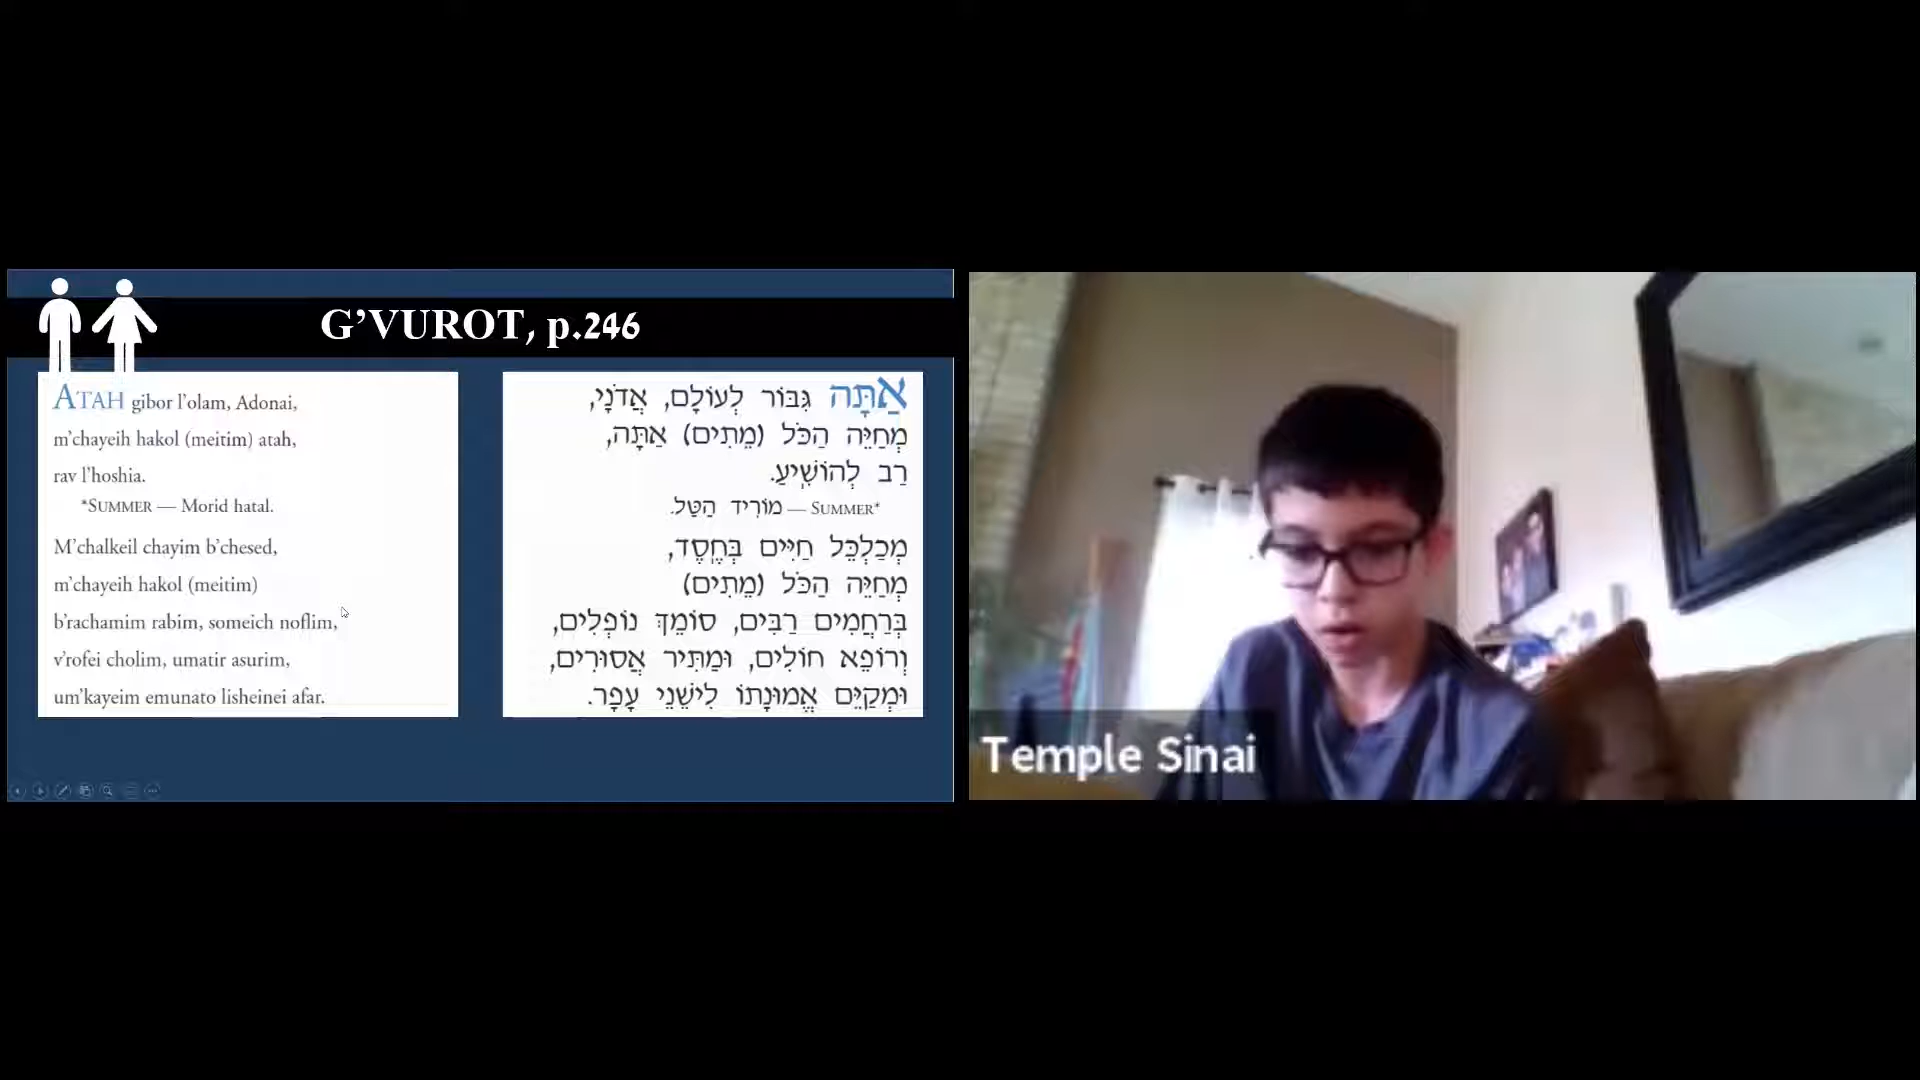 G’VUROT, p.246
ATAH gibor l’olam, Adonai,
m’chayeih hakol (meitim) atah,
rav l’hoshia.
*SUMMER — Morid hatal.
M’chalkeil chayim b’chesed,
m’chayeih hakol (meitim)
b’rachamim rabim, someich noflim,
v’rofei cholim, umatir asurim,
um’kayeim emunato lisheinei afar.
אַתָּה גִּבּוֹר לְעוֹלָם, אֲדֹנָי,
מְחַיֵּה הַכֹּל (מֵתִים) אַתָּה,
רַב לְהוֹשִֽׁיעַ.
*SUMMER — מוֹרִיד הַטַּל.
מְכַלְכֵּל חַיִּים בְּחֶֽסֶד,
מְחַיֵּה הַכֹּל (מֵתִים)
בְּרַחֲמִים רַבִּים, סוֹמֵךְ נוֹפְלִים,
וְרוֹפֵא חוֹלִים, וּמַתִּיר אֲסוּרִים,
וּמְקַיֵּם אֱמוּנָתוֹ לִישֵׁנֵי עָפָר.
Temple Sinai